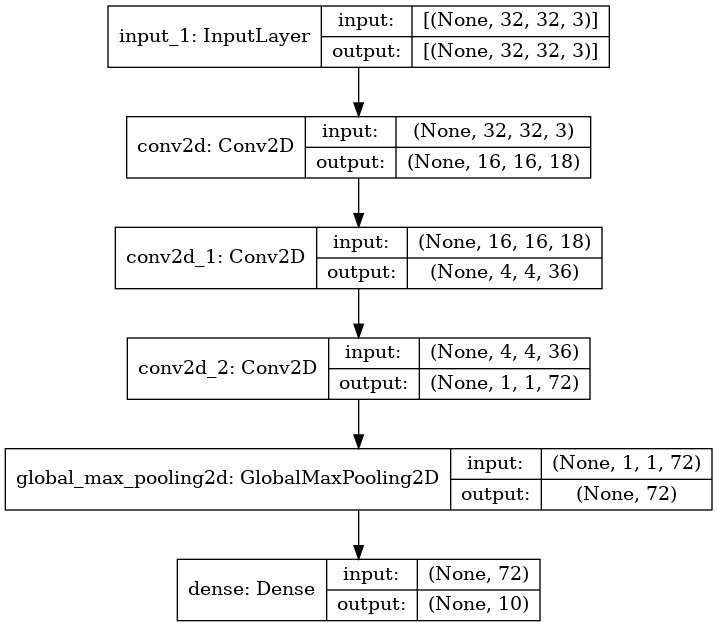 input_1: InputLayer
input: [(None, 32, 32, 3)]
output: [(None, 32, 32, 3)]
conv2d: Conv2D
input: (None, 32, 32, 3)
output: (None, 16, 16, 18)
conv2d_1: Conv2D
input: (None, 16, 16, 18)
output: (None, 4, 4, 36)
conv2d_2: Conv2D
input: (None, 4, 4, 36)
output: (None, 1, 1, 72)
global_max_pooling2d: GlobalMaxPooling2D
input: (None, 1, 1, 72)
output: (None, 72)
dense: Dense
input: (None, 72)
output: (None, 10)